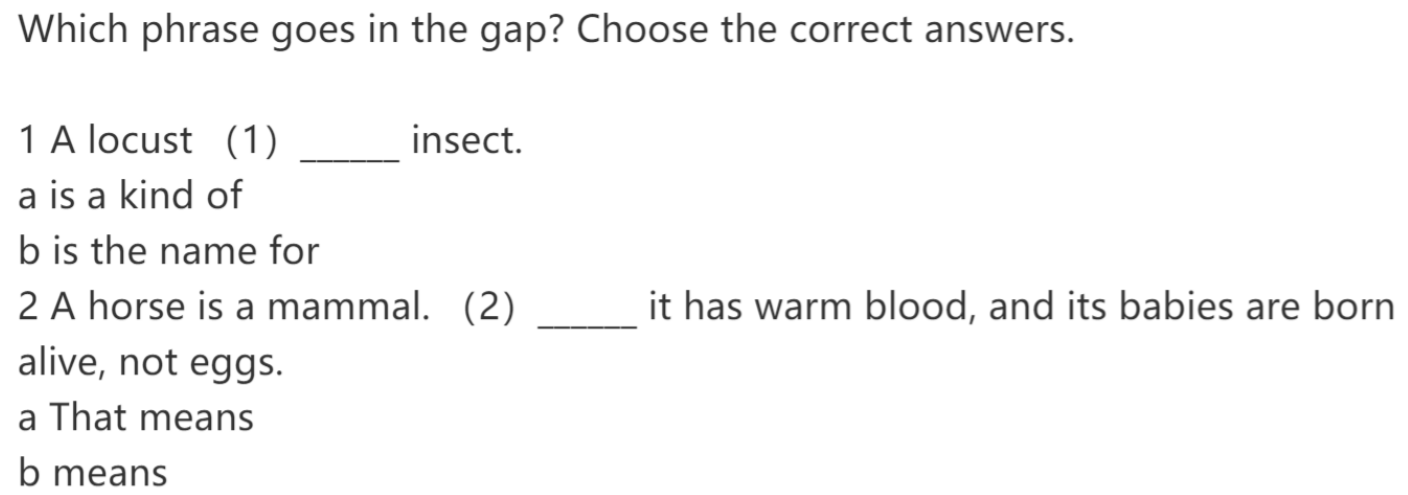 Which phrase goes in the gap? Choose the correct answers.
1 A locust （1）_____ insect.
a is a kind of
b is the name for
2 A horse is a mammal. （2）_____ it has warm blood, and its babies are born
alive, not eggs.
a That means
b means